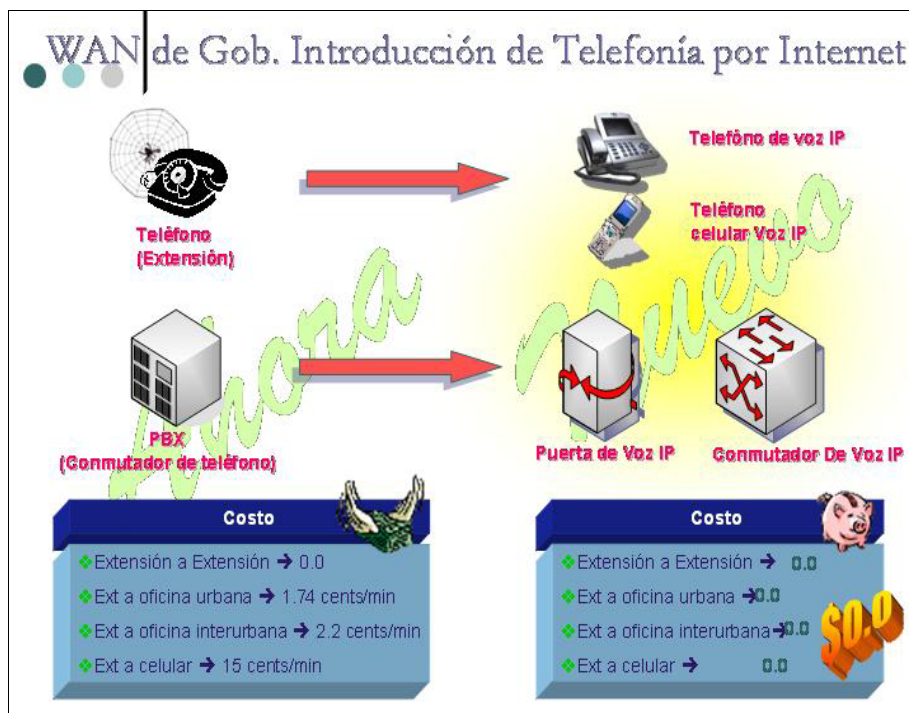 WAN de Gob. Introducción de Telefonía por Internet
Teléfono
(Extensión)
Telefóno de voz IP
Teléfono
celular Voz IP
Ahora
Nuevo
PBX
(Conmutador de teléfono)
Puerta de Voz IP
Conmutador De Voz IP
Costo
Extensión a Extensión → 0.0
Ext a oficina urbana → 1.74 cents/min
Ext a oficina interurbana → 2.2 cents/min
Ext a celular → 15 cents/min
Costo
Extensión a Extensión → 0.0
Ext a oficina urbana → 0.0
Ext a oficina interurbana → 0.0
Ext a celular → 0.0
$0.0